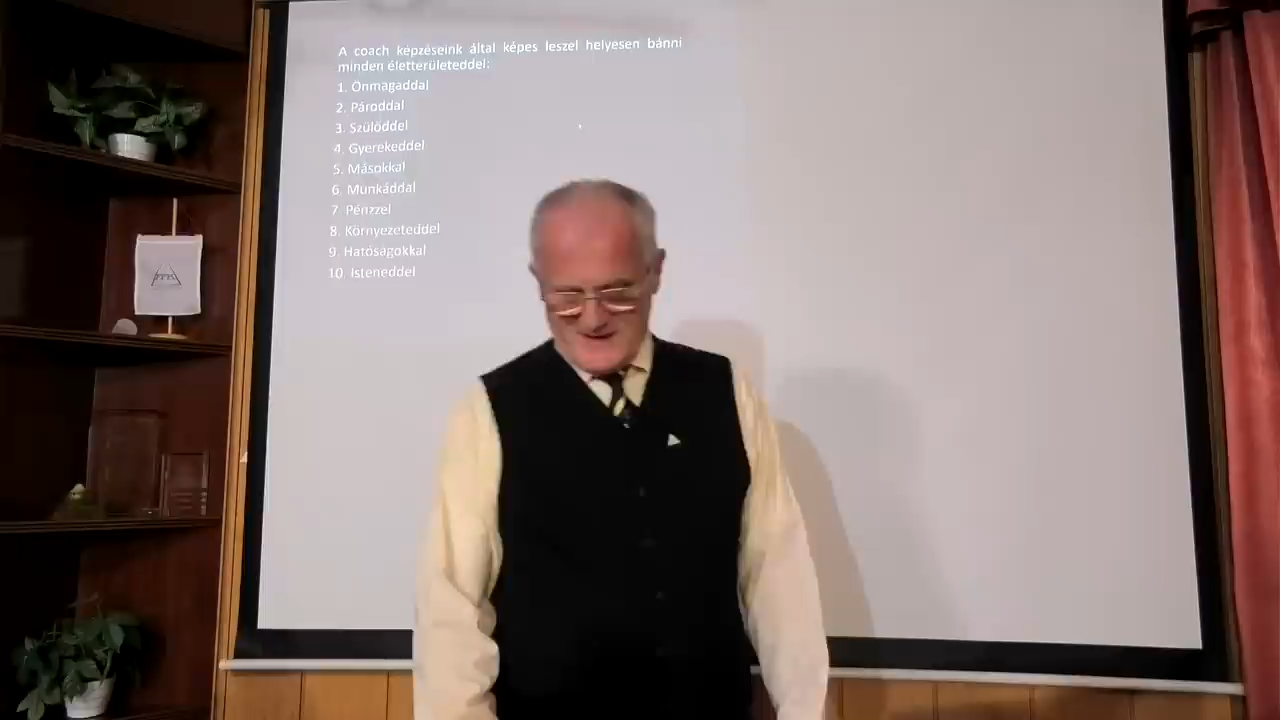 A coach képzéseink által képes leszel helyesen bánni
minden életterületeddel:
1. Önmagaddal
2. Pároddal
3. Szülőddel
4. Gyerekeddel
5. Másokkal
6. Munkáddal
7. Pénzzel
8. Környezeteddel
9. Hatóságokkal
10. Isteneddel